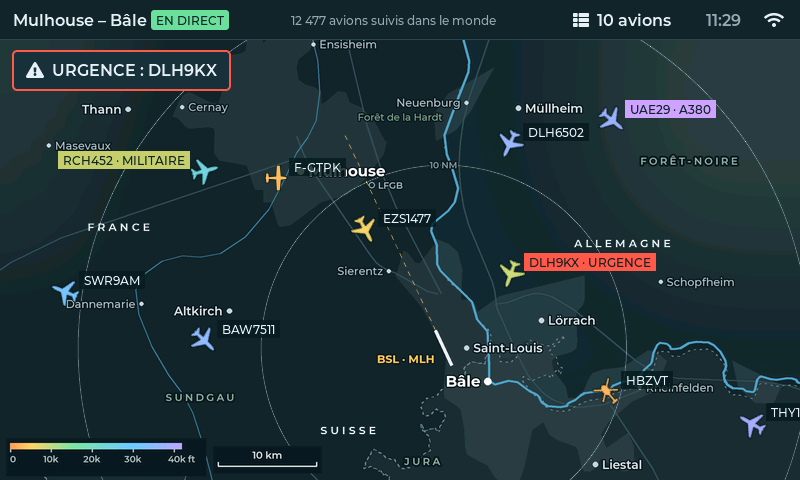 Mulhouse – Bâle EN DIRECT
12 477 avions suivis dans le monde
10 avions
11:29
URGENCE : DLH9KX
Ensisheim
Thann
Cernay
Neuenburg
Müllheim
UAE29 · A380
Forêt de la Hardt
DLH6502
Masevaux
RCH452 · MILITAIRE
F-GTPK
ouse
10 NM
FORÊT-NOIRE
LFGB
EZS1477
FRANCE
ALLEMAGNE
DLH9KX · URGENCE
Sierentz
SWR9AM
Schopfheim
Dannemarie
Altkirch
BAW7511
Lörrach
Saint-Louis
BSL · MLH
Bâle
HBZVT
Rheinfelden
SUNDGAU
THY1
SUISSE
JURA
Liestal
0 10k 20k 30k 40k ft
10 km